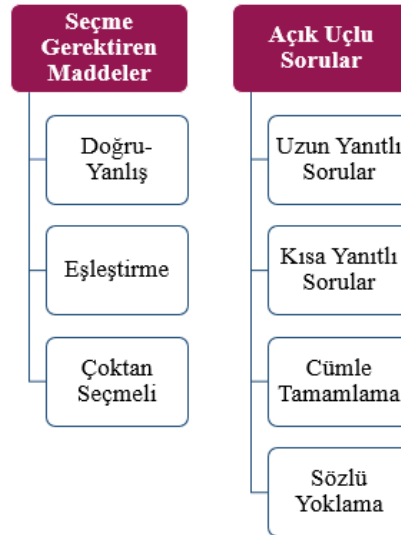 Seçme
Gerektiren
Maddeler
Doğru-
Yanlış
Eşleştirme
Çoktan
Seçmeli
Açık Uçlu
Sorular
Uzun Yanıtlı
Sorular
Kısa Yanıtlı
Sorular
Cümle
Tamamlama
Sözlü
Yoklama